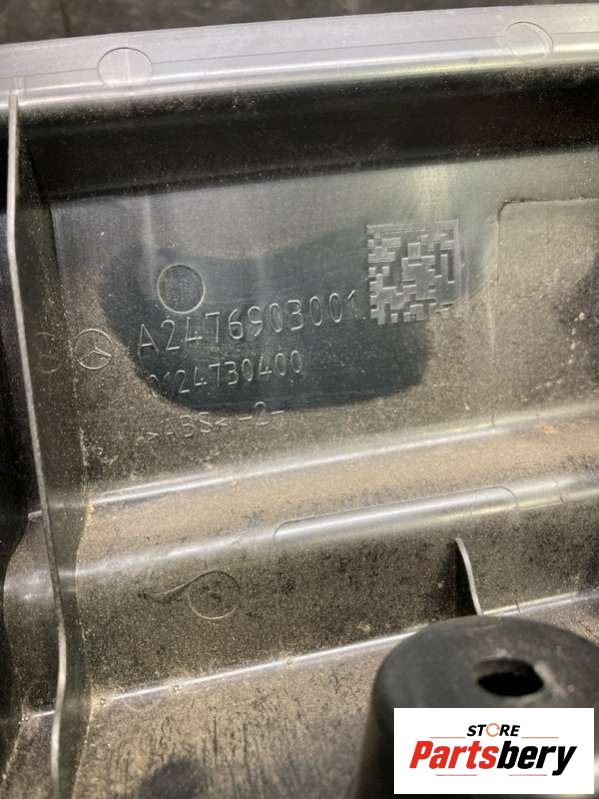 A2476903001
0124730400
>ABS< -2-
STORE
Partsbery